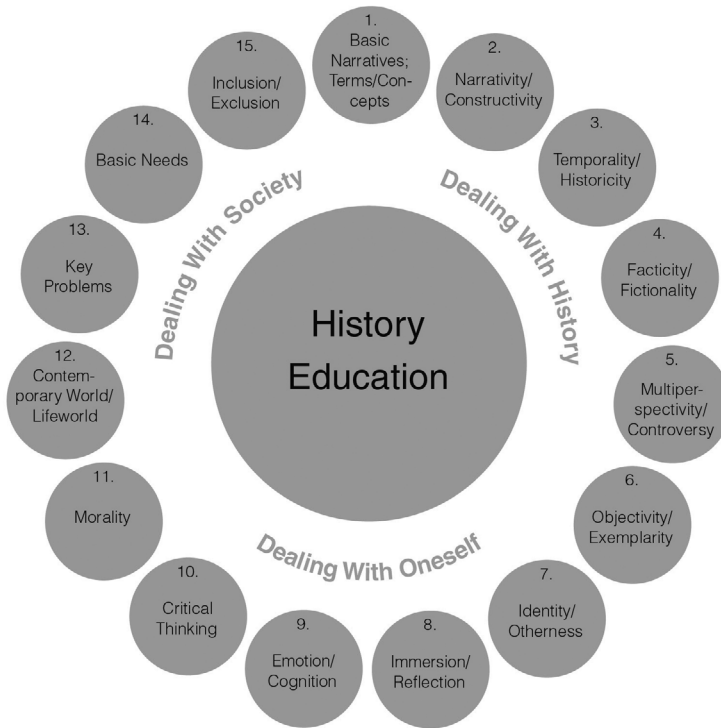 1.
Basic
Narratives;
Terms/Con-
cepts
2.
Narrativity/
Constructivity
3.
Temporality/
Historicity
4.
Facticity/
Fictionality
5.
Multiper-
spectivity/
Controversy
6.
Objectivity/
Exemplarity
7.
Identity/
Otherness
8.
Immersion/
Reflection
9.
Emotion/
Cognition
10.
Critical
Thinking
11.
Morality
12.
Contem-
porary World/
Lifeworld
13.
Key
Problems
14.
Basic Needs
15.
Inclusion/
Exclusion
Dealing With Society
Dealing With History
Dealing With Oneself
History
Education